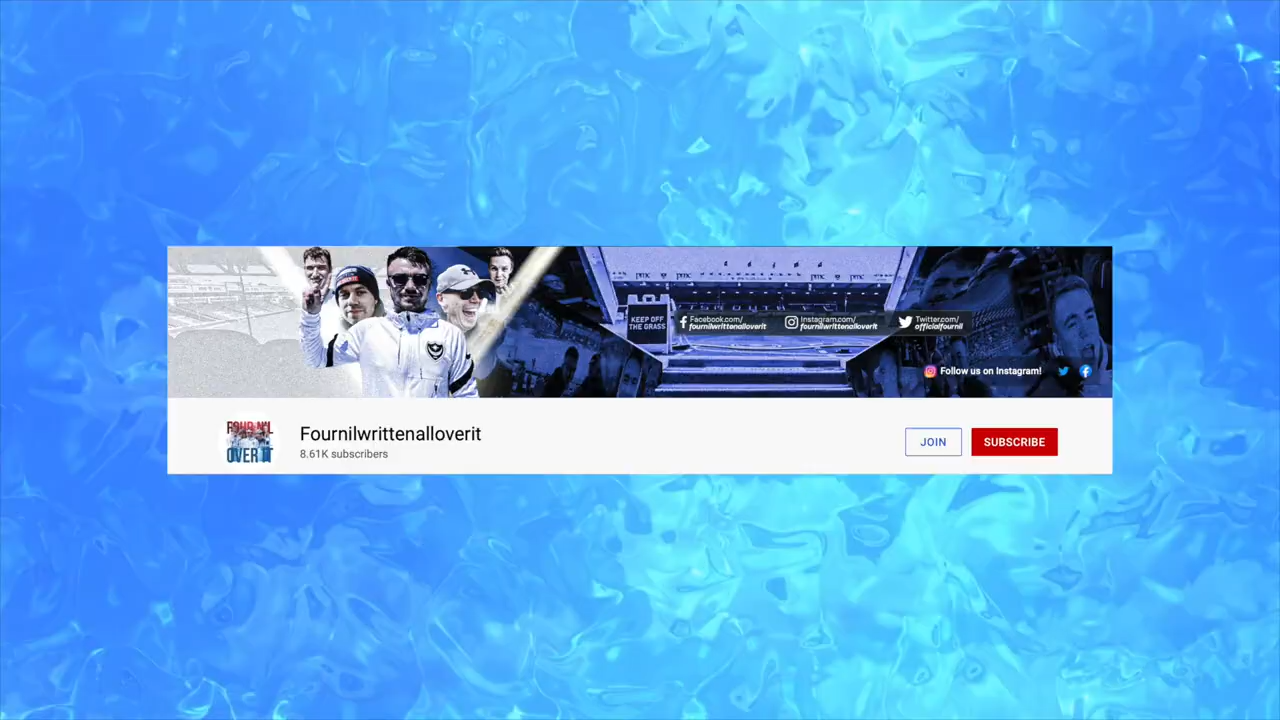 KEEP OFF
THE GRASS
Facebook.com/
fournilwrittenalloverit
Instagram.com/
fournilwrittenalloverit
Twitter.com/
officialfournil
Follow us on Instagram!
FOUR NIL
OVER IT
Fournilwrittenalloverit
8.61K subscribers
JOIN
SUBSCRIBE